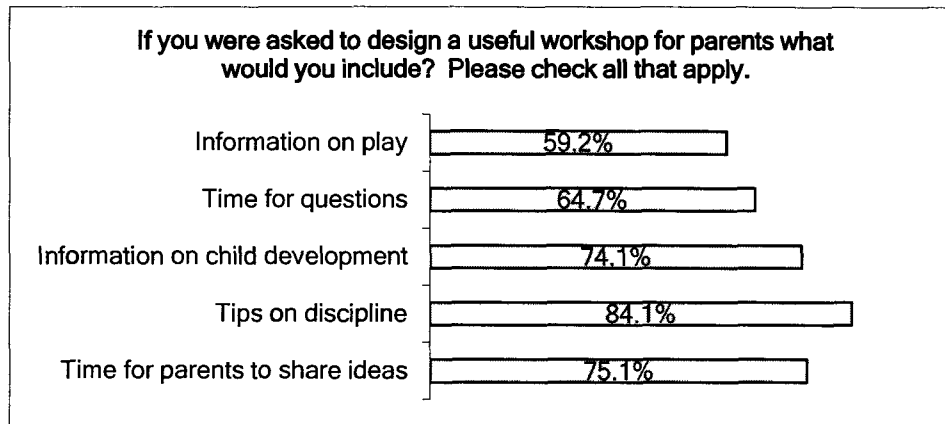 If you were asked to design a useful workshop for parents what
would you include? Please check all that apply.
Information on play 59.2%
Time for questions 64.7%
Information on child development 74.1%
Tips on discipline 84.1%
Time for parents to share ideas 75.1%